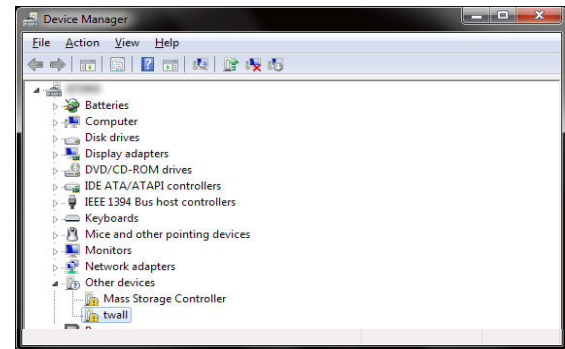 Device Manager
File Action View Help
Batteries
Computer
Disk drives
Display adapters
DVD/CD-ROM drives
IDE ATA/ATAPI controllers
IEEE 1394 Bus host controllers
Keyboards
Mice and other pointing devices
Monitors
Network adapters
Other devices
Mass Storage Controller
twall